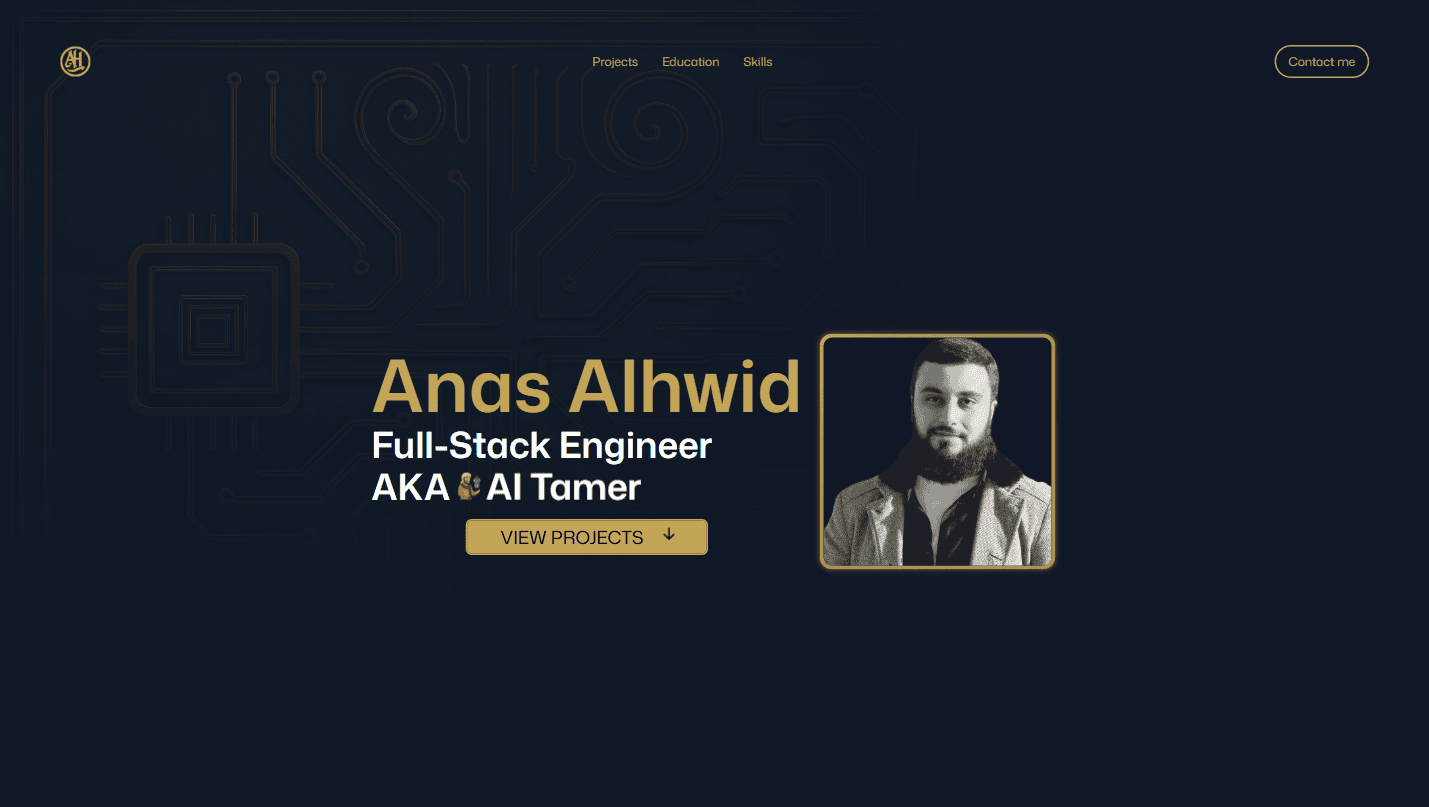 AH
Projects Education Skills
Contact me
Anas Alhwid
Full-Stack Engineer
AKA AI Tamer
VIEW PROJECTS ↓